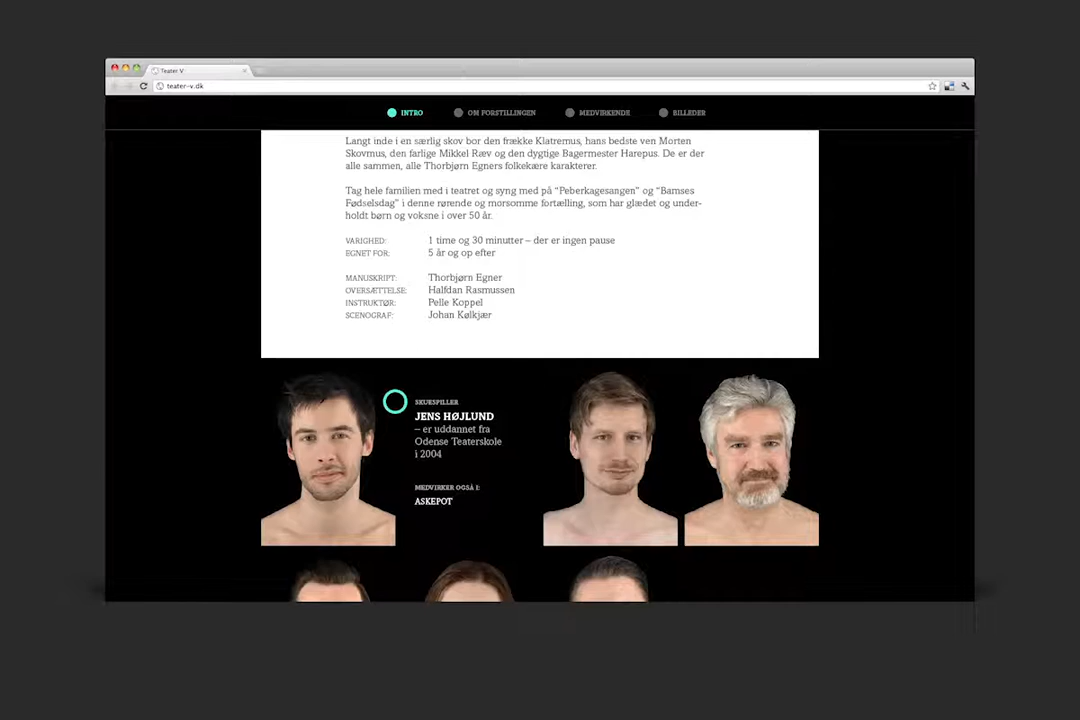 Teater V
teater-v.dk
INTRO
OM FORSTILLINGEN
MEDVIRKENDE
BILLEDER
Langt inde i en særlig skov bor den frække Klatremus, hans bedste ven Morten
Skovmus, den farlige Mikkel Ræv og den dygtige Bagermester Harepus. De er der
alle sammen, alle Thorbjørn Egners folkekære karakterer.
Tag hele familien med i teatret og syng med på “Peberkagesangen” og “Bamses
Fødselsdag” i denne rørende og morsomme fortælling, som har glædet og under-
holdt børn og voksne i over 50 år.
VARIGHED: 1 time og 30 minutter – der er ingen pause
EGNET FOR: 5 år og op efter
MANUSKRIPT: Thorbjørn Egner
OVERSÆTTELSE: Halfdan Rasmussen
INSTRUKTØR: Pelle Koppel
SCENOGRAF: Johan Kølkjær
SKUESPILLER
JENS HØJLUND
– er uddannet fra
Odense Teaterskole
i 2004
MEDVIRKER OGSÅ I:
ASKEPOT